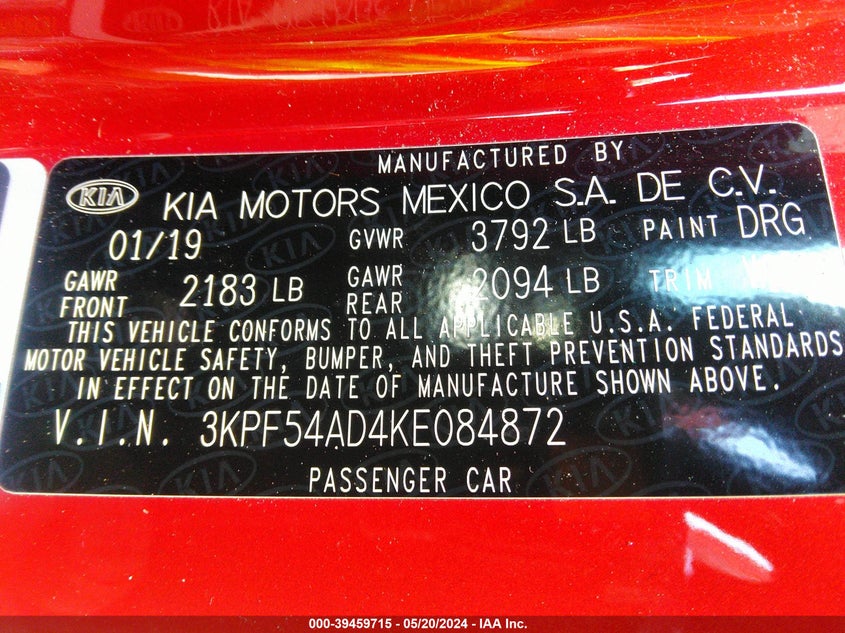 MANUFACTURED BY
KIA KIA MOTORS MEXICO S.A. DE C.V.
01/19 GVWR 3792 LB PAINT DRG
GAWR FRONT 2183 LB GAWR REAR 2094 LB TRIM
THIS VEHICLE CONFORMS TO ALL APPLICABLE U.S.A. FEDERAL
MOTOR VEHICLE SAFETY, BUMPER, AND THEFT PREVENTION STANDARDS
IN EFFECT ON THE DATE OF MANUFACTURE SHOWN ABOVE.
V.I.N. 3KPF54AD4KE084872
PASSENGER CAR
000-39459715 - 05/20/2024 - IAA Inc.